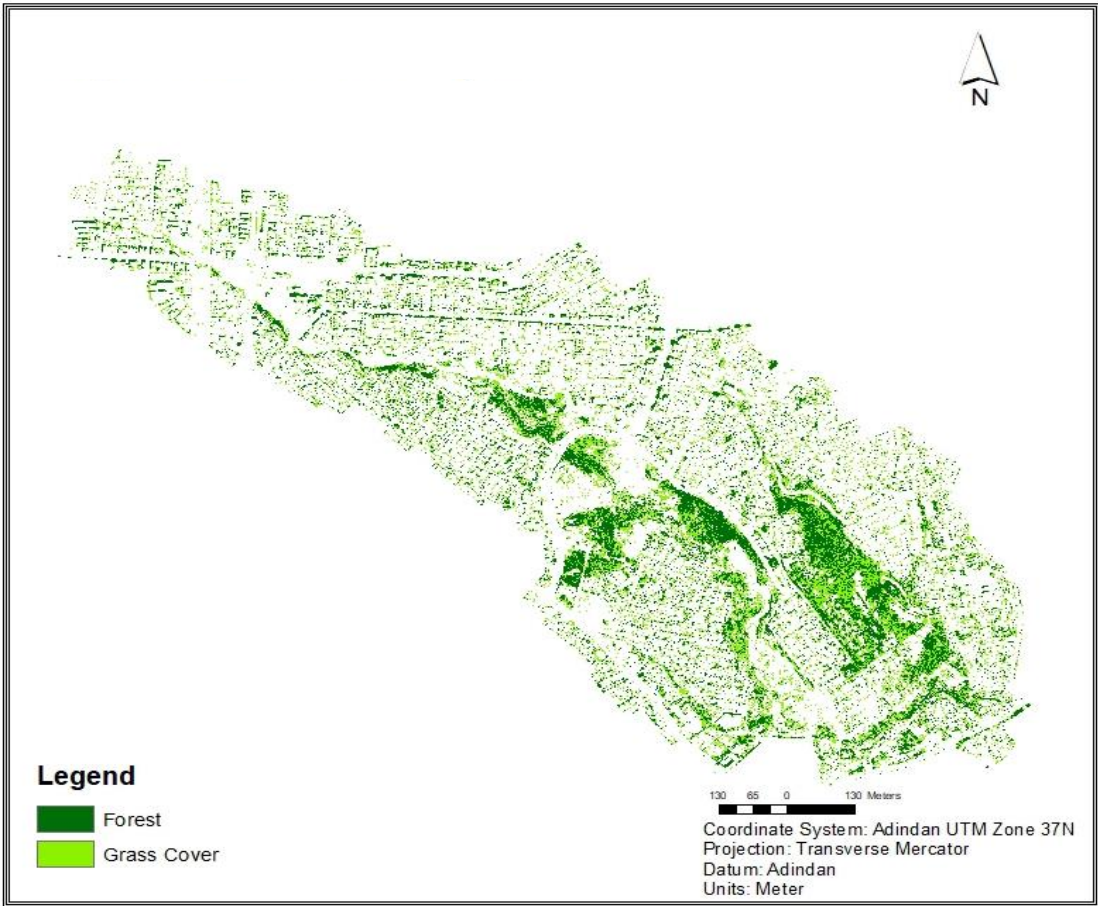 N
Legend
Forest
Grass Cover
130 65 0 130 Meters
Coordinate System: Adindan UTM Zone 37N
Projection: Transverse Mercator
Datum: Adindan
Units: Meter